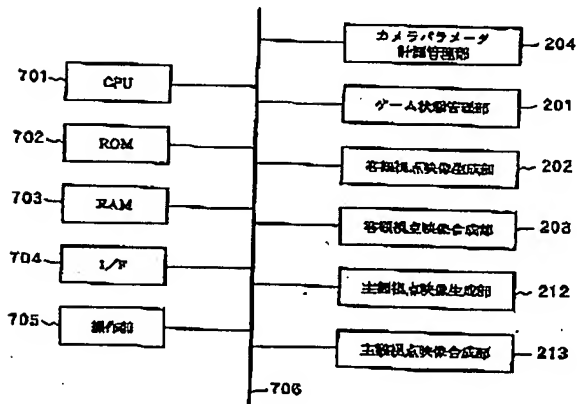 カメラパラメータ
計測管理部
204
701
CPU
ゲーム状態管理部
201
702
ROM
客観視点映像生成部
202
703
RAM
客観視点映像合成部
203
704
I/F
主観視点映像生成部
212
705
操作部
主観視点映像合成部
213
706